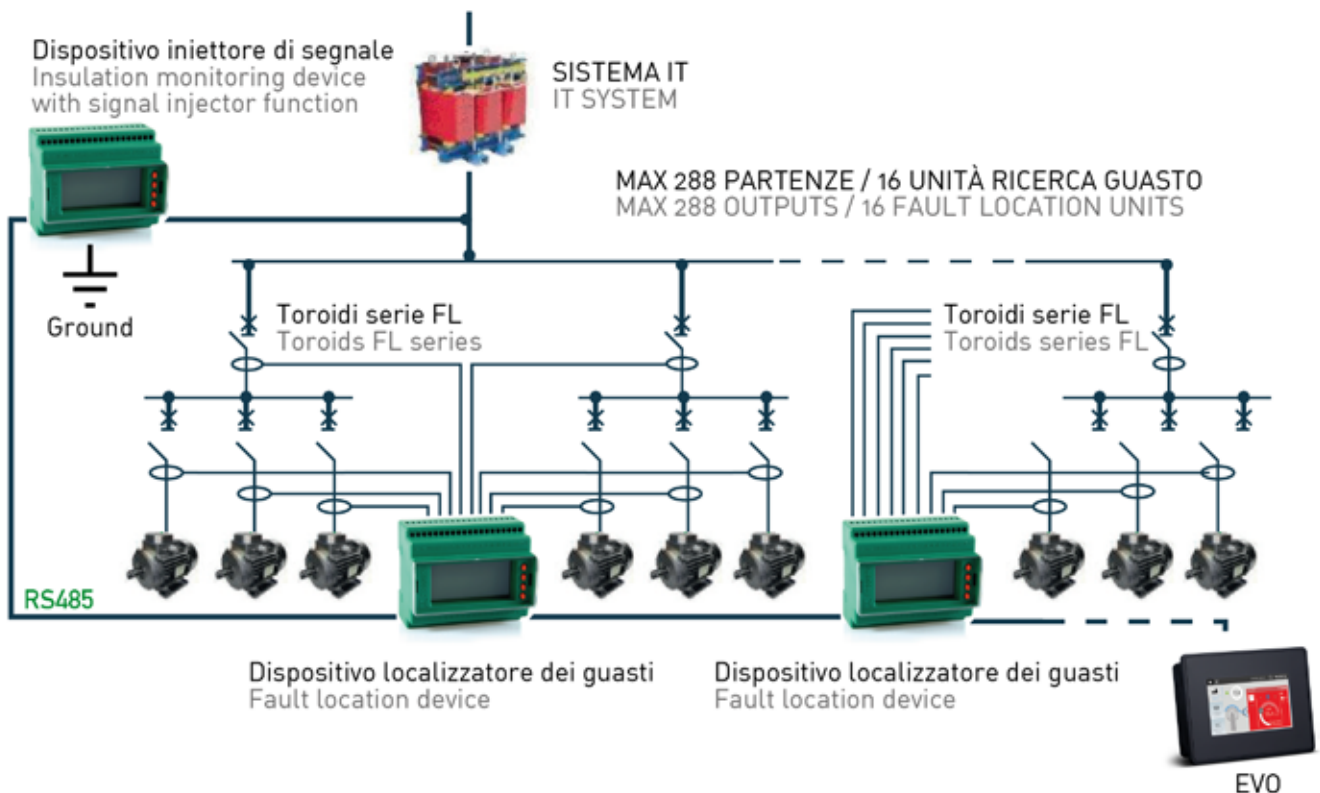 Dispositivo iniettore di segnale
Insulation monitoring device
with signal injector function
SISTEMA IT
IT SYSTEM
MAX 288 PARTENZE / 16 UNITÀ RICERCA GUASTO
MAX 288 OUTPUTS / 16 FAULT LOCATION UNITS
Ground
Toroidi serie FL
Toroids FL series
Toroidi serie FL
Toroids series FL
RS485
Dispositivo localizzatore dei guasti
Fault location device
Dispositivo localizzatore dei guasti
Fault location device
EVO